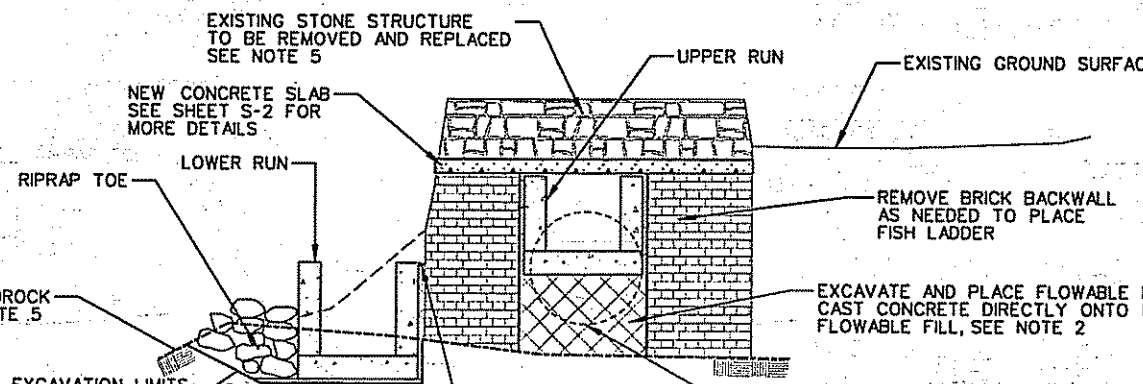 EXISTING STONE STRUCTURE
TO BE REMOVED AND REPLACED
SEE NOTE 5
UPPER RUN
EXISTING GROUND SURFAC
NEW CONCRETE SLAB
SEE SHEET S-2 FOR
MORE DETAILS
LOWER RUN
RIPRAP TOE
REMOVE BRICK BACKWALL
AS NEEDED TO PLACE
FISH LADDER
DROCK
TE 5
EXCAVATE AND PLACE FLOWABLE
CAST CONCRETE DIRECTLY ONTO
FLOWABLE FILL, SEE NOTE 2
EXCAVATION LIMITS